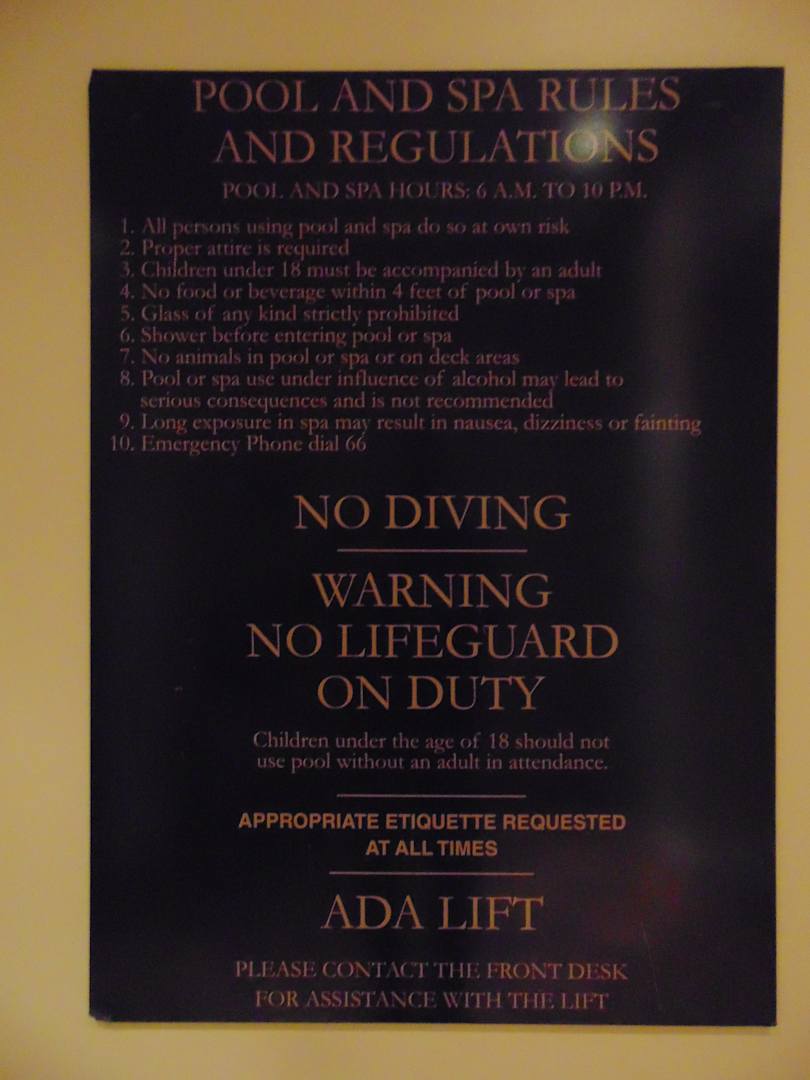 POOL AND SPA RULES
AND REGULATIONS
POOL AND SPA HOURS: 6 A.M. TO 10 P.M.
1. All persons using pool and spa do so at own risk
2. Proper attire is required
3. Children under 18 must be accompanied by an adult
4. No food or beverage within 4 feet of pool or spa
5. Glass of any kind strictly prohibited
6. Shower before entering pool or spa
7. No animals in pool or spa or on deck areas
8. Pool or spa use under influence of alcohol may lead to
serious consequences and is not recommended
9. Long exposure in spa may result in nausea, dizziness or fainting
10. Emergency Phone dial 66
NO DIVING
WARNING
NO LIFEGUARD
ON DUTY
Children under the age of 18 should not
use pool without an adult in attendance.
APPROPRIATE ETIQUETTE REQUESTED
AT ALL TIMES
ADA LIFT
PLEASE CONTACT THE FRONT DESK
FOR ASSISTANCE WITH THE LIFT